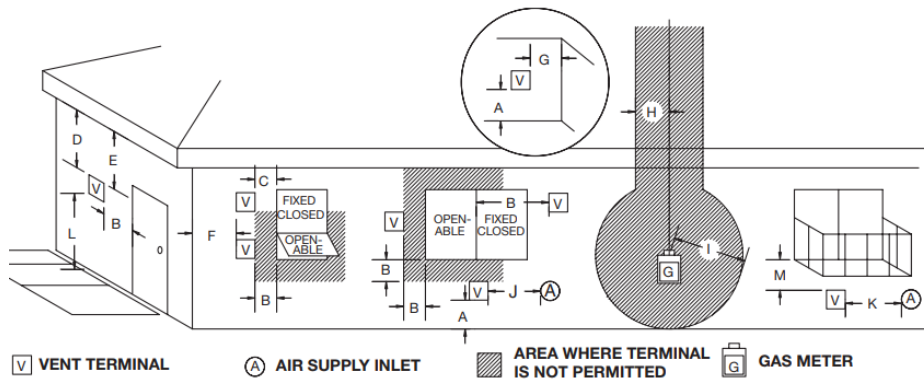 G
V
A
H
D
E
C
V
B
L
F
V
V
FIXED
CLOSED
OPEN-
ABLE
B
V
OPEN-
ABLE
FIXED
CLOSED
B
V
B
B
V
J
A
A
I
G
M
V
K
A
V VENT TERMINAL
A AIR SUPPLY INLET
AREA WHERE TERMINAL
IS NOT PERMITTED
G GAS METER